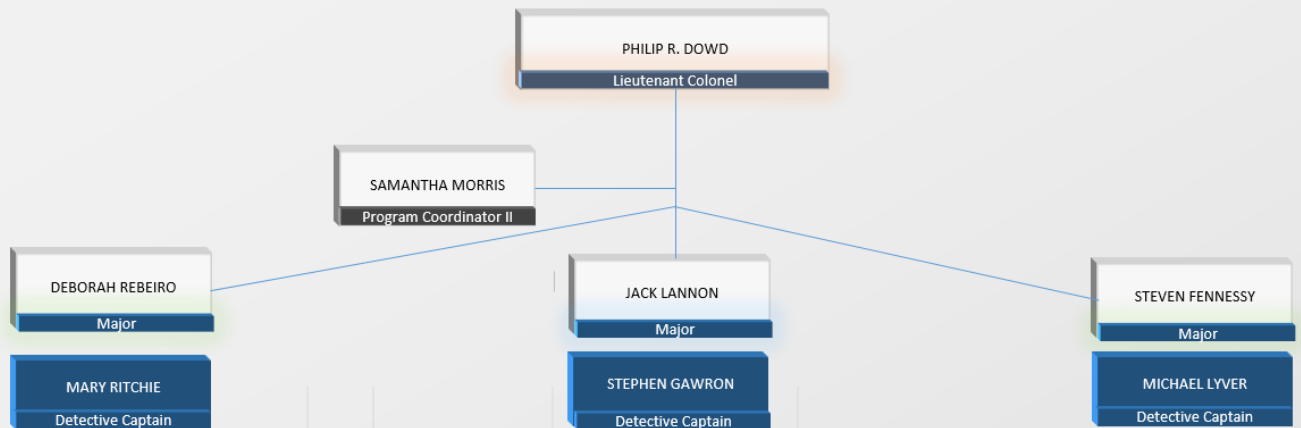 PHILIP R. DOWD
Lieutenant Colonel
SAMANTHA MORRIS
Program Coordinator II
DEBORAH REBEIRO
Major
JACK LANNON
Major
STEVEN FENNESSY
Major
MARY RITCHIE
Detective Captain
STEPHEN GAWRON
Detective Captain
MICHAEL LYVER
Detective Captain